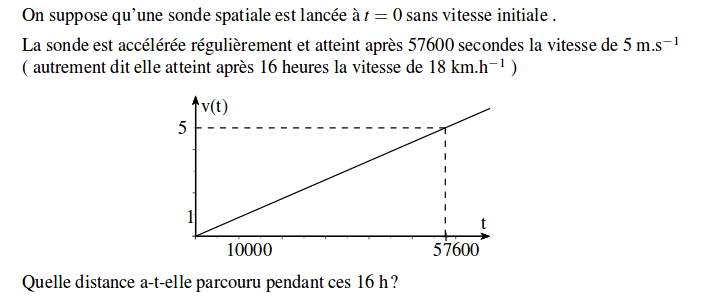 On suppose qu'une sonde spatiale est lancée à t = 0 sans vitesse initiale .
La sonde est accélérée régulièrement et atteint après 57600 secondes la vitesse de 5 m.s⁻¹
( autrement dit elle atteint après 16 heures la vitesse de 18 km.h⁻¹ )
v(t)
5
1
t
10000
57600
Quelle distance a-t-elle parcouru pendant ces 16 h ?